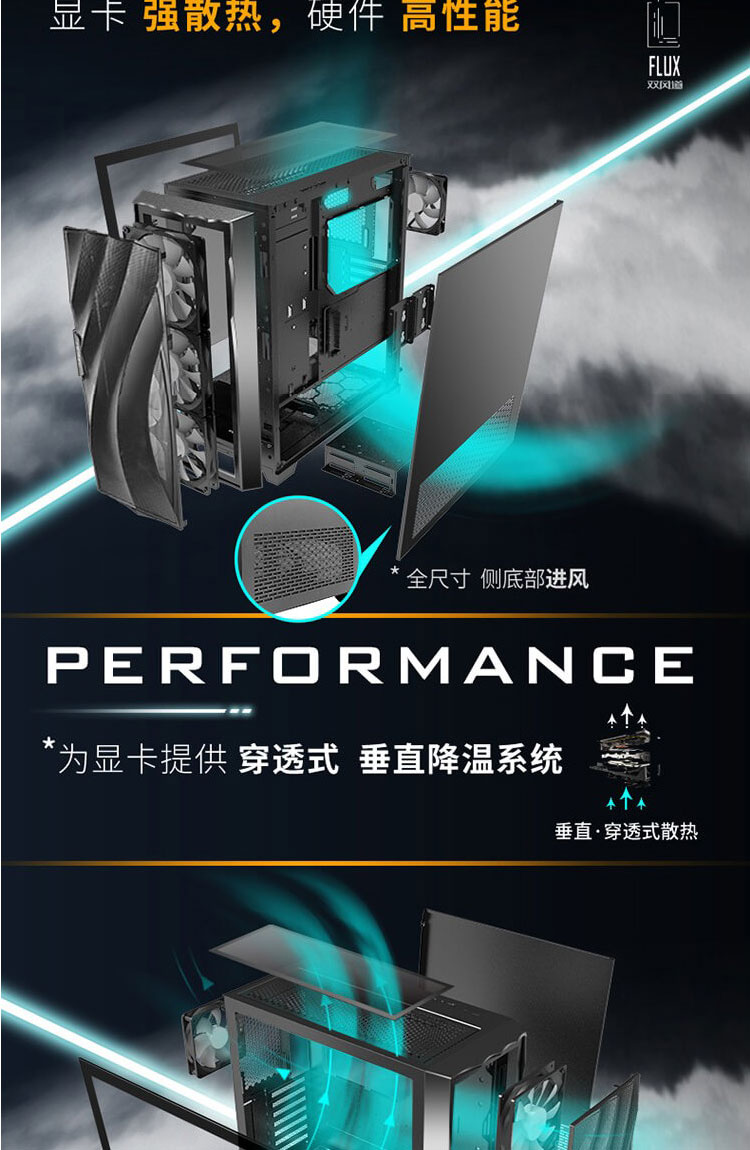 显卡 强散热，硬件 高性能
FLUX
双风道
* 全尺寸 侧底部进风
PERFORMANCE
*为显卡提供 穿透式 垂直降温系统
垂直·穿透式散热